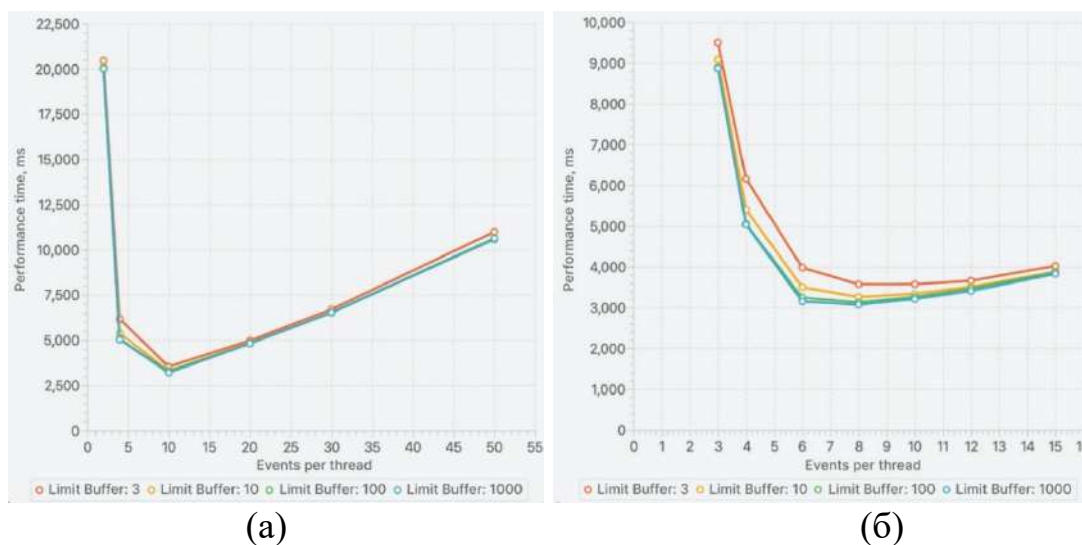 22,500
20,000
17,500
15,000
12,500
10,000
7,500
5,000
2,500
0
Performance time, ms
0 5 10 15 20 25 30 35 40 45 50 55
Events per thread
Limit Buffer: 3 Limit Buffer: 10 Limit Buffer: 100 Limit Buffer: 1000
(а)
10,000
9,000
8,000
7,000
6,000
5,000
4,000
3,000
2,000
1,000
0
Performance time, ms
0 1 2 3 4 5 6 7 8 9 10 11 12 13 14 15
Events per thread
Limit Buffer: 3 Limit Buffer: 10 Limit Buffer: 100 Limit Buffer: 1000
(б)